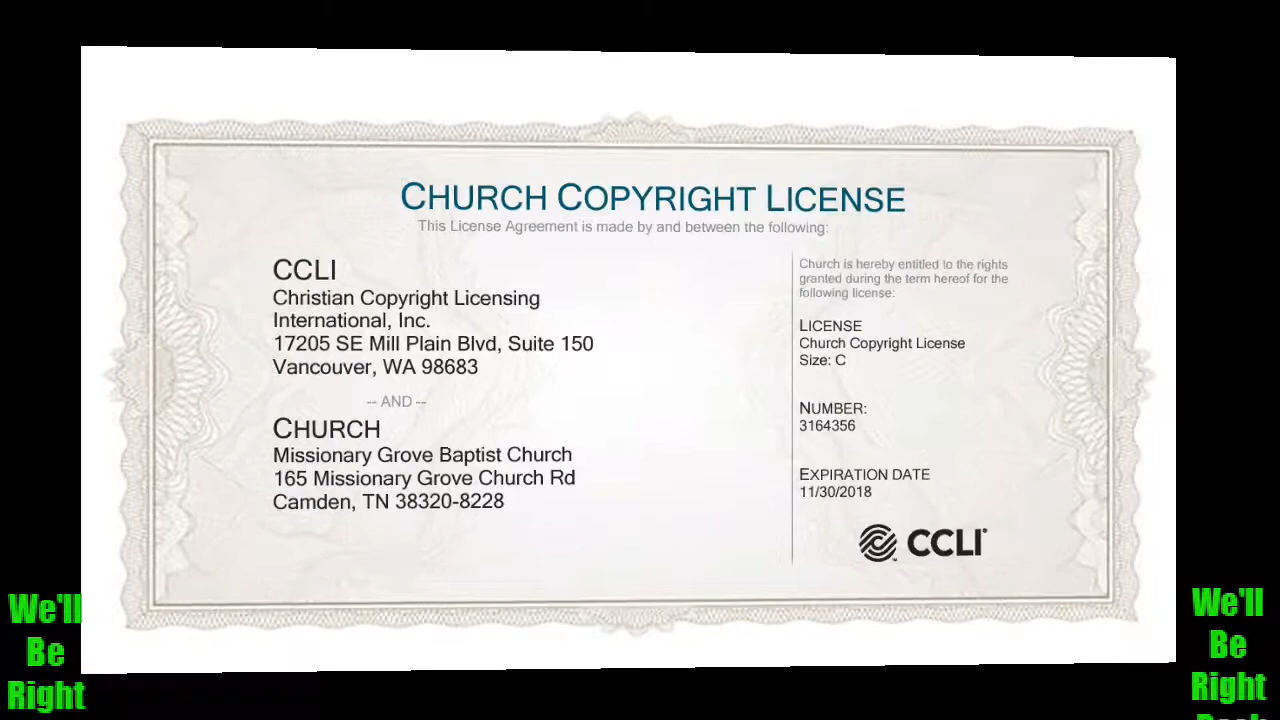 CHURCH COPYRIGHT LICENSE
This License Agreement is made by and between the following:
CCLI
Christian Copyright Licensing
International, Inc.
17205 SE Mill Plain Blvd, Suite 150
Vancouver, WA 98683
-- AND --
CHURCH
Missionary Grove Baptist Church
165 Missionary Grove Church Rd
Camden, TN 38320-8228
Church is hereby entitled to the rights
granted during the term hereof for the
following license:
LICENSE
Church Copyright License
Size: C
NUMBER:
3164356
EXPIRATION DATE
11/30/2018
CCLI
We'll
Be
Right
We'll
Be
Right